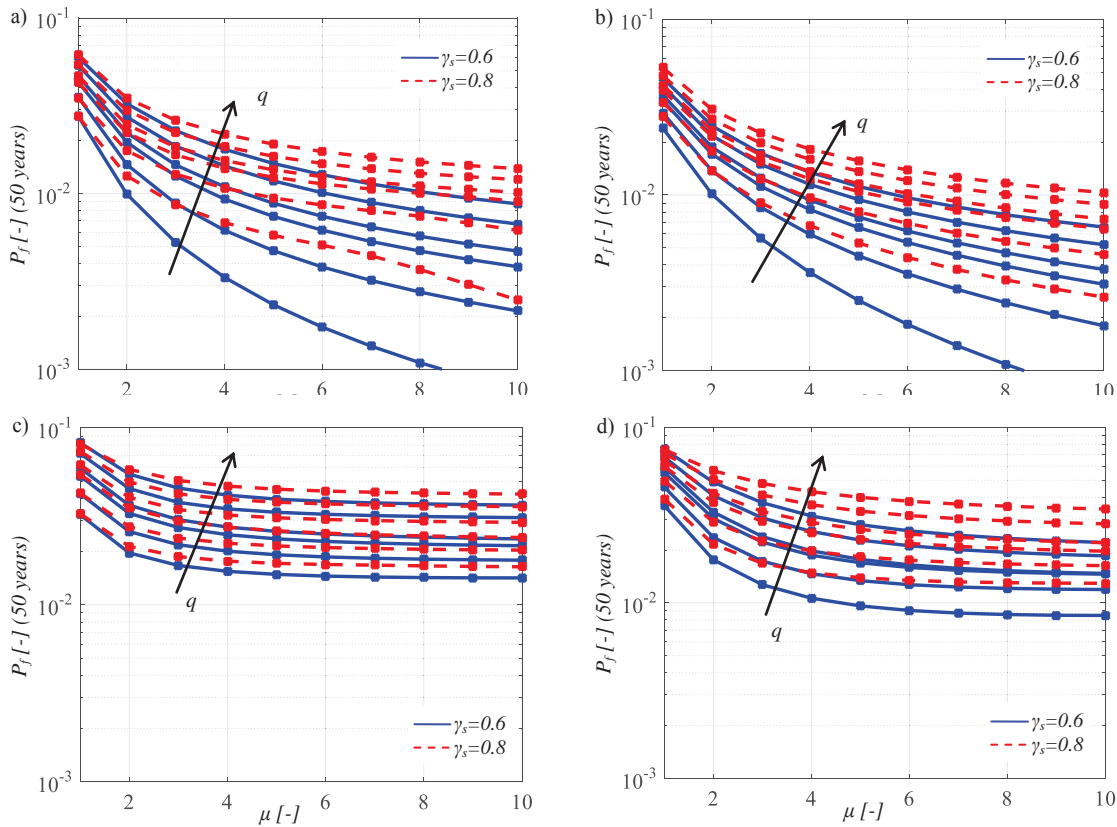 a)
10⁻¹
10⁻²
10⁻³
P_f [-] (50 years)
γ_s=0.6
γ_s=0.8
q
2
4
6
8
10
b)
10⁻¹
10⁻²
10⁻³
P_f [-] (50 years)
γ_s=0.6
γ_s=0.8
q
2
4
6
8
10
c)
10⁻¹
10⁻²
10⁻³
P_f [-] (50 years)
q
γ_s=0.6
γ_s=0.8
2
4
6
8
10
μ [-]
d)
10⁻¹
10⁻²
10⁻³
P_f [-] (50 years)
q
γ_s=0.6
γ_s=0.8
2
4
6
8
10
μ [-]